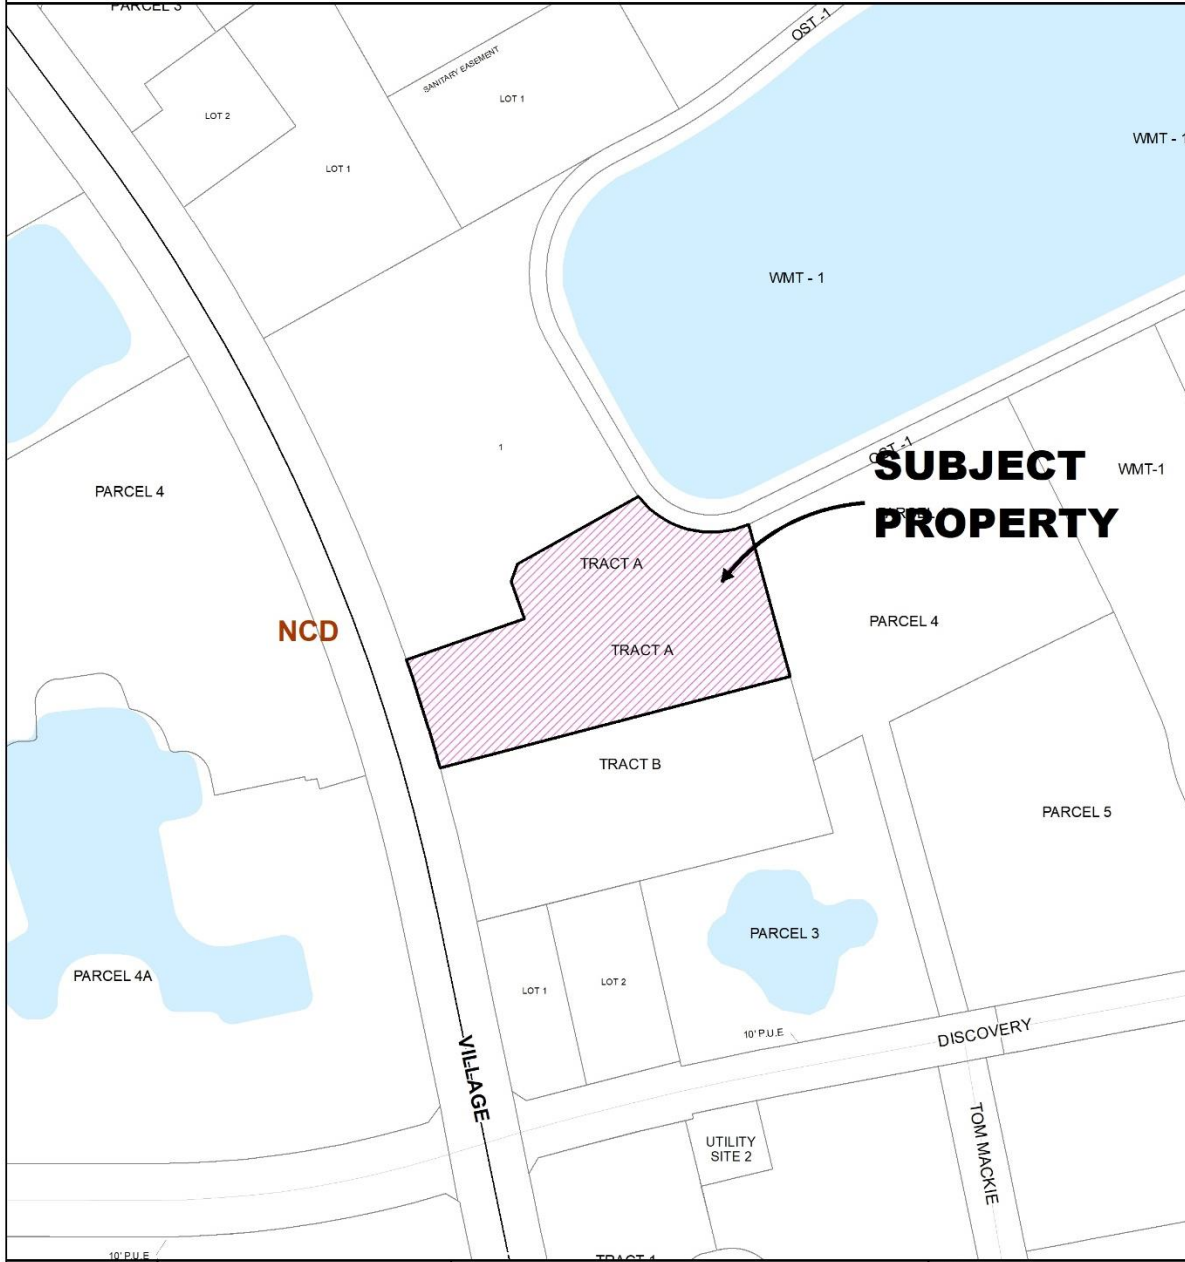 PARCEL 3
OST -1
SANITARY EASEMENT
LOT 1
LOT 2
WMT - 1
LOT 1
WMT - 1
OST -1
1
SUBJECT
PROPERTY
WMT-1
PARCEL 4
TRACT A
PARCEL 4
NCD
TRACT A
TRACT B
PARCEL 5
PARCEL 3
PARCEL 4A
LOT 1
LOT 2
10' P.U.E
DISCOVERY
VILLAGE
TOM MACKIE
UTILITY
SITE 2
10' P.U.E
TRACT 1